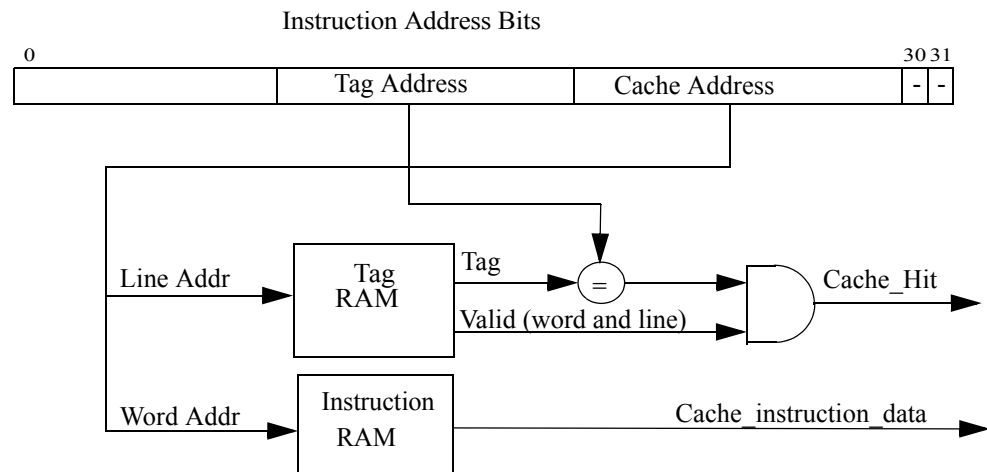 Instruction Address Bits
0 30 31
Tag Address Cache Address - -
Line Addr
Tag
RAM
Tag
Valid (word and line)
=
Cache_Hit
Word Addr
Instruction
RAM
Cache_instruction_data